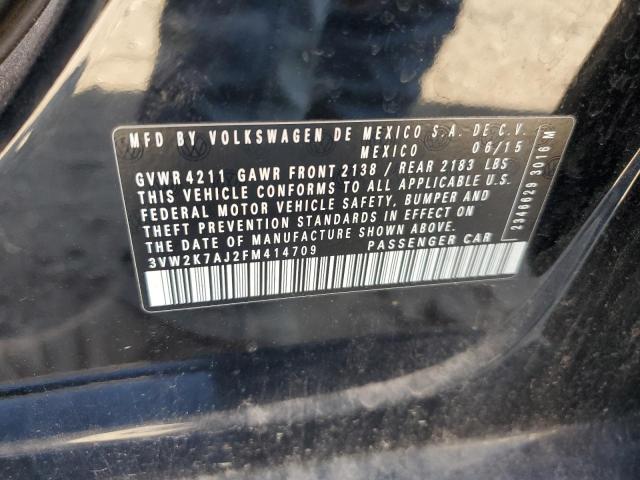 MFD BY VOLKSWAGEN DE MEXICO S.A. DE C.V.
MEXICO 06/15
GVWR 4211 GAWR FRONT 2138 / REAR 2183 LBS
THIS VEHICLE CONFORMS TO ALL APPLICABLE U.S.
FEDERAL MOTOR VEHICLE SAFETY, BUMPER AND
THEFT PREVENTION STANDARDS IN EFFECT ON
THE DATE OF MANUFACTURE SHOWN ABOVE.
3VW2K7AJ2FM414709 PASSENGER CAR
2346629 3016 M